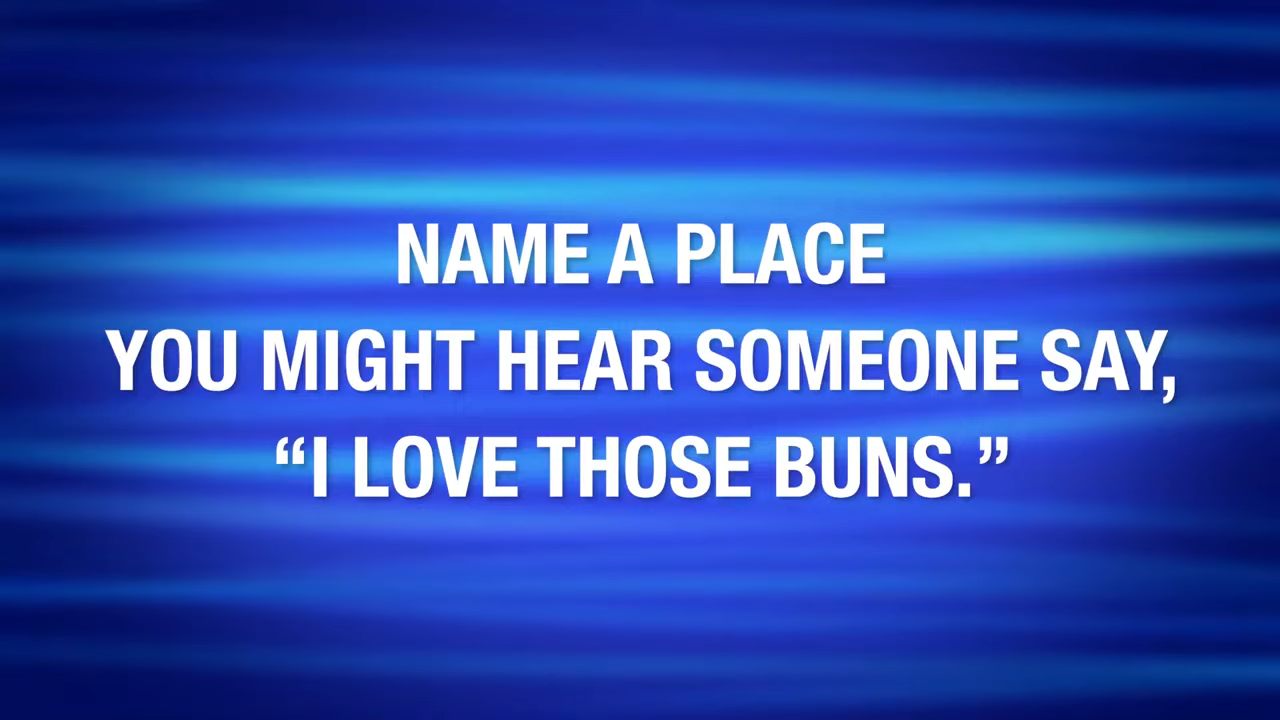 NAME A PLACE
YOU MIGHT HEAR SOMEONE SAY,
“I LOVE THOSE BUNS.”